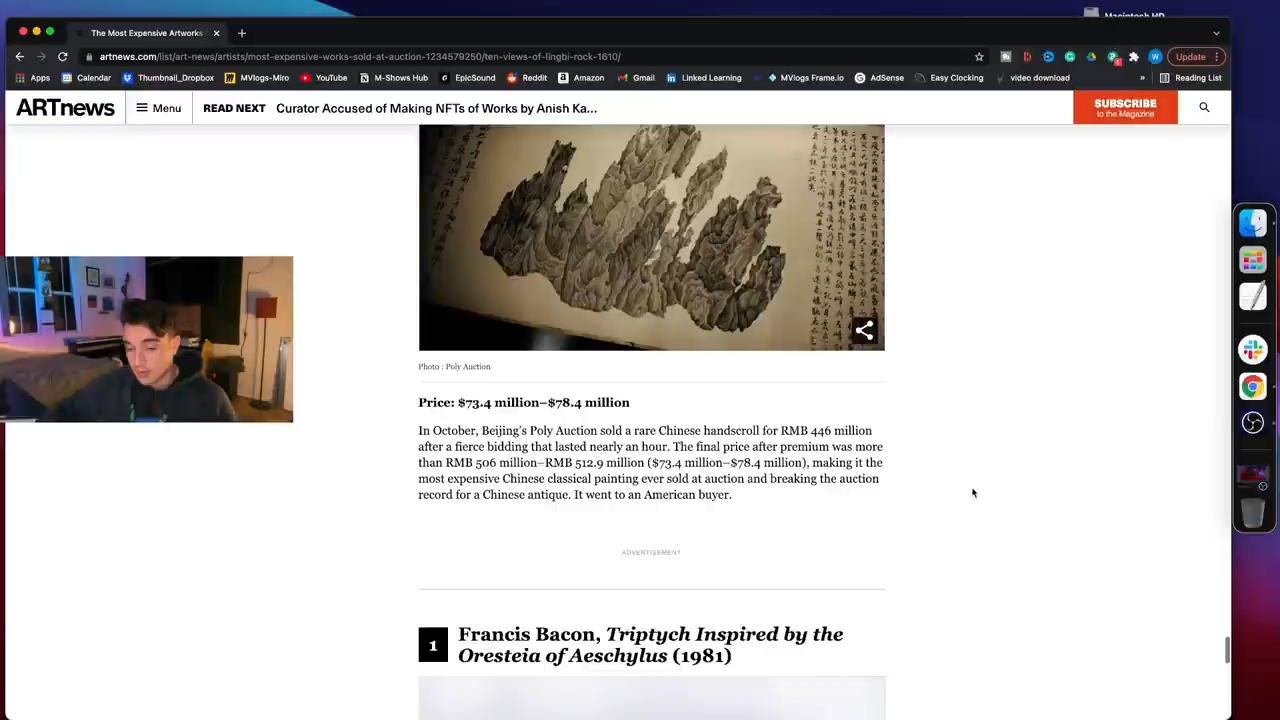 Macintosh HD
The Most Expensive Artworks
artnews.com/list/art-news/artists/most-expensive-works-sold-at-auction-1234579250/ten-views-of-lingbi-rock-1610/
Update
Apps Calendar Thumbnail_Dropbox MVlogs-Miro YouTube M-Shows Hub EpicSound Reddit Amazon Gmail Linked Learning MVlogs Frame.io AdSense Easy Clocking video download » Reading List
ARTnews Menu READ NEXT Curator Accused of Making NFTs of Works by Anish Ka... SUBSCRIBE
to the Magazine
Photo : Poly Auction
Price: $73.4 million–$78.4 million
In October, Beijing’s Poly Auction sold a rare Chinese handscroll for RMB 446 million
after a fierce bidding that lasted nearly an hour. The final price after premium was more
than RMB 506 million–RMB 512.9 million ($73.4 million–$78.4 million), making it the
most expensive Chinese classical painting ever sold at auction and breaking the auction
record for a Chinese antique. It went to an American buyer.
ADVERTISEMENT
1 Francis Bacon, Triptych Inspired by the
Oresteia of Aeschylus (1981)